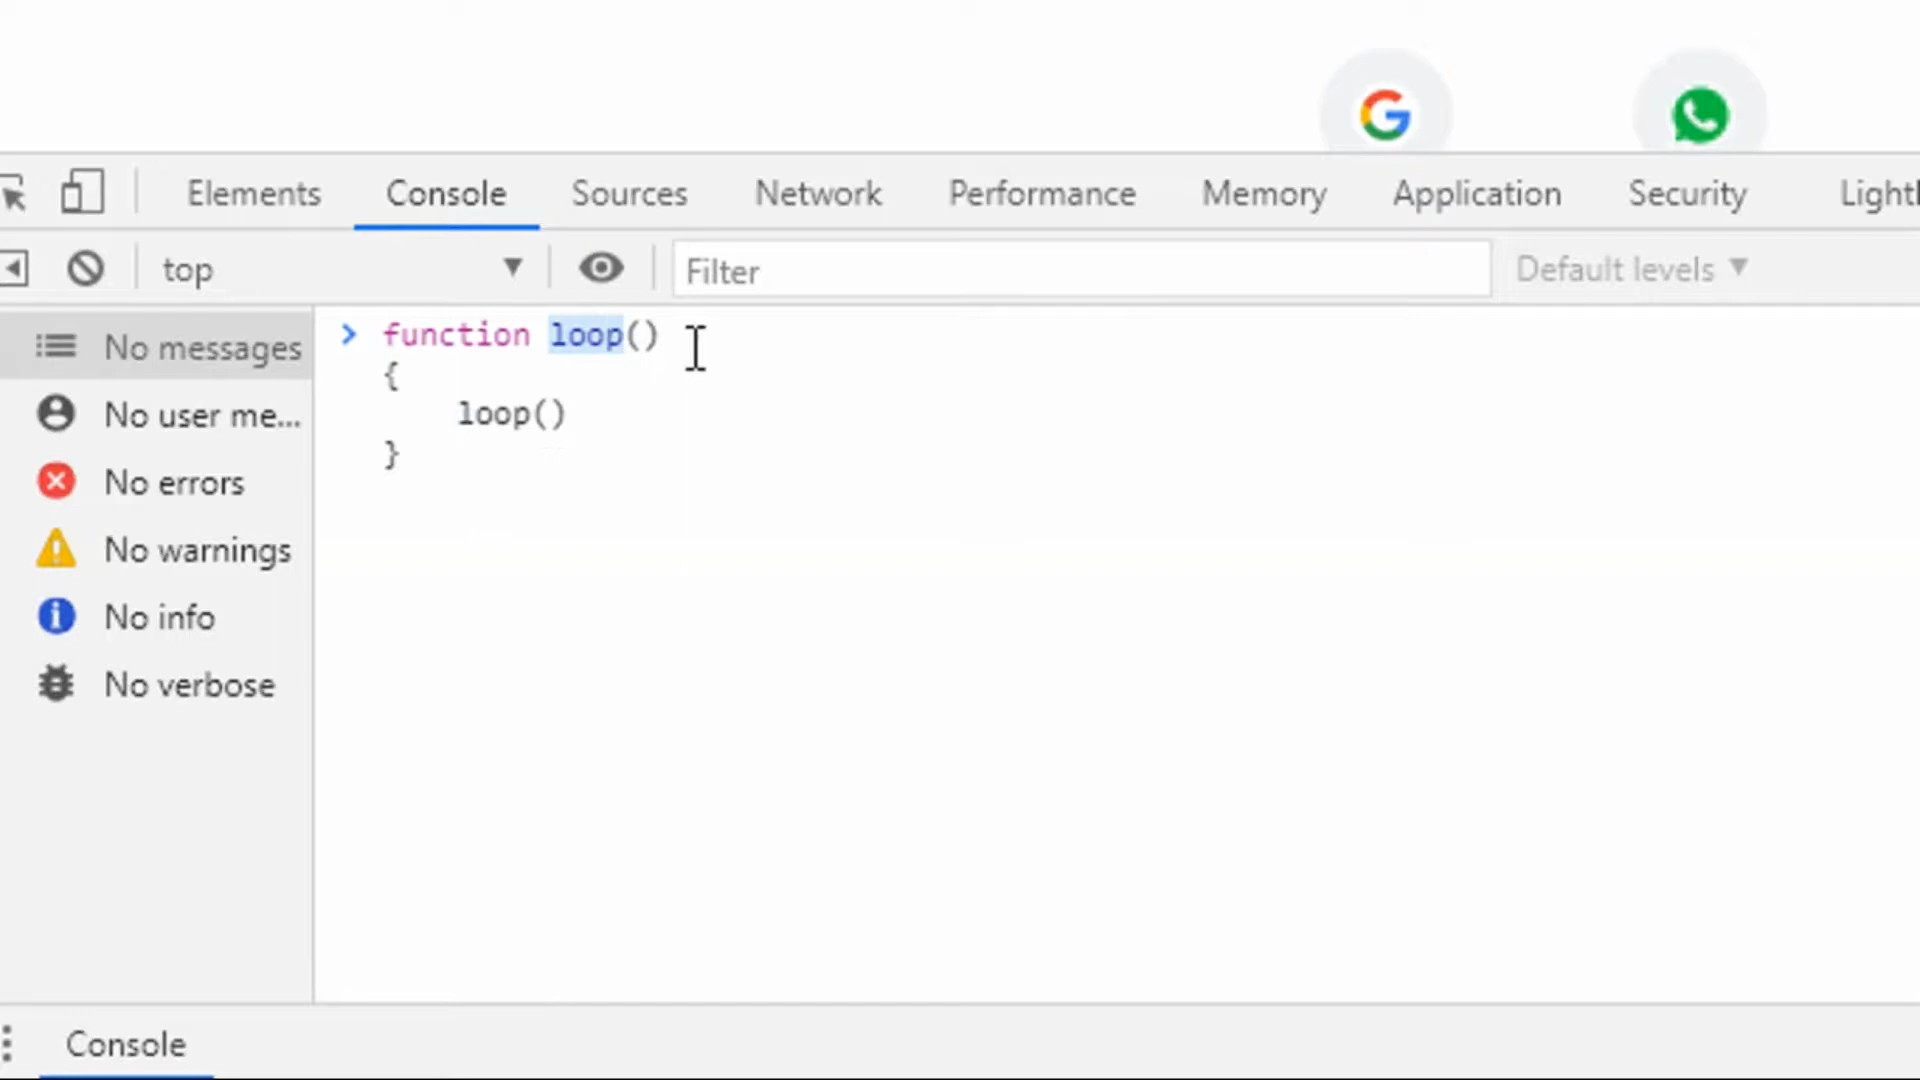 Elements Console Sources Network Performance Memory Application Security
top Filter Default levels
No messages
No user me...
No errors
No warnings
No info
No verbose
> function loop()
{
loop()
}
Console